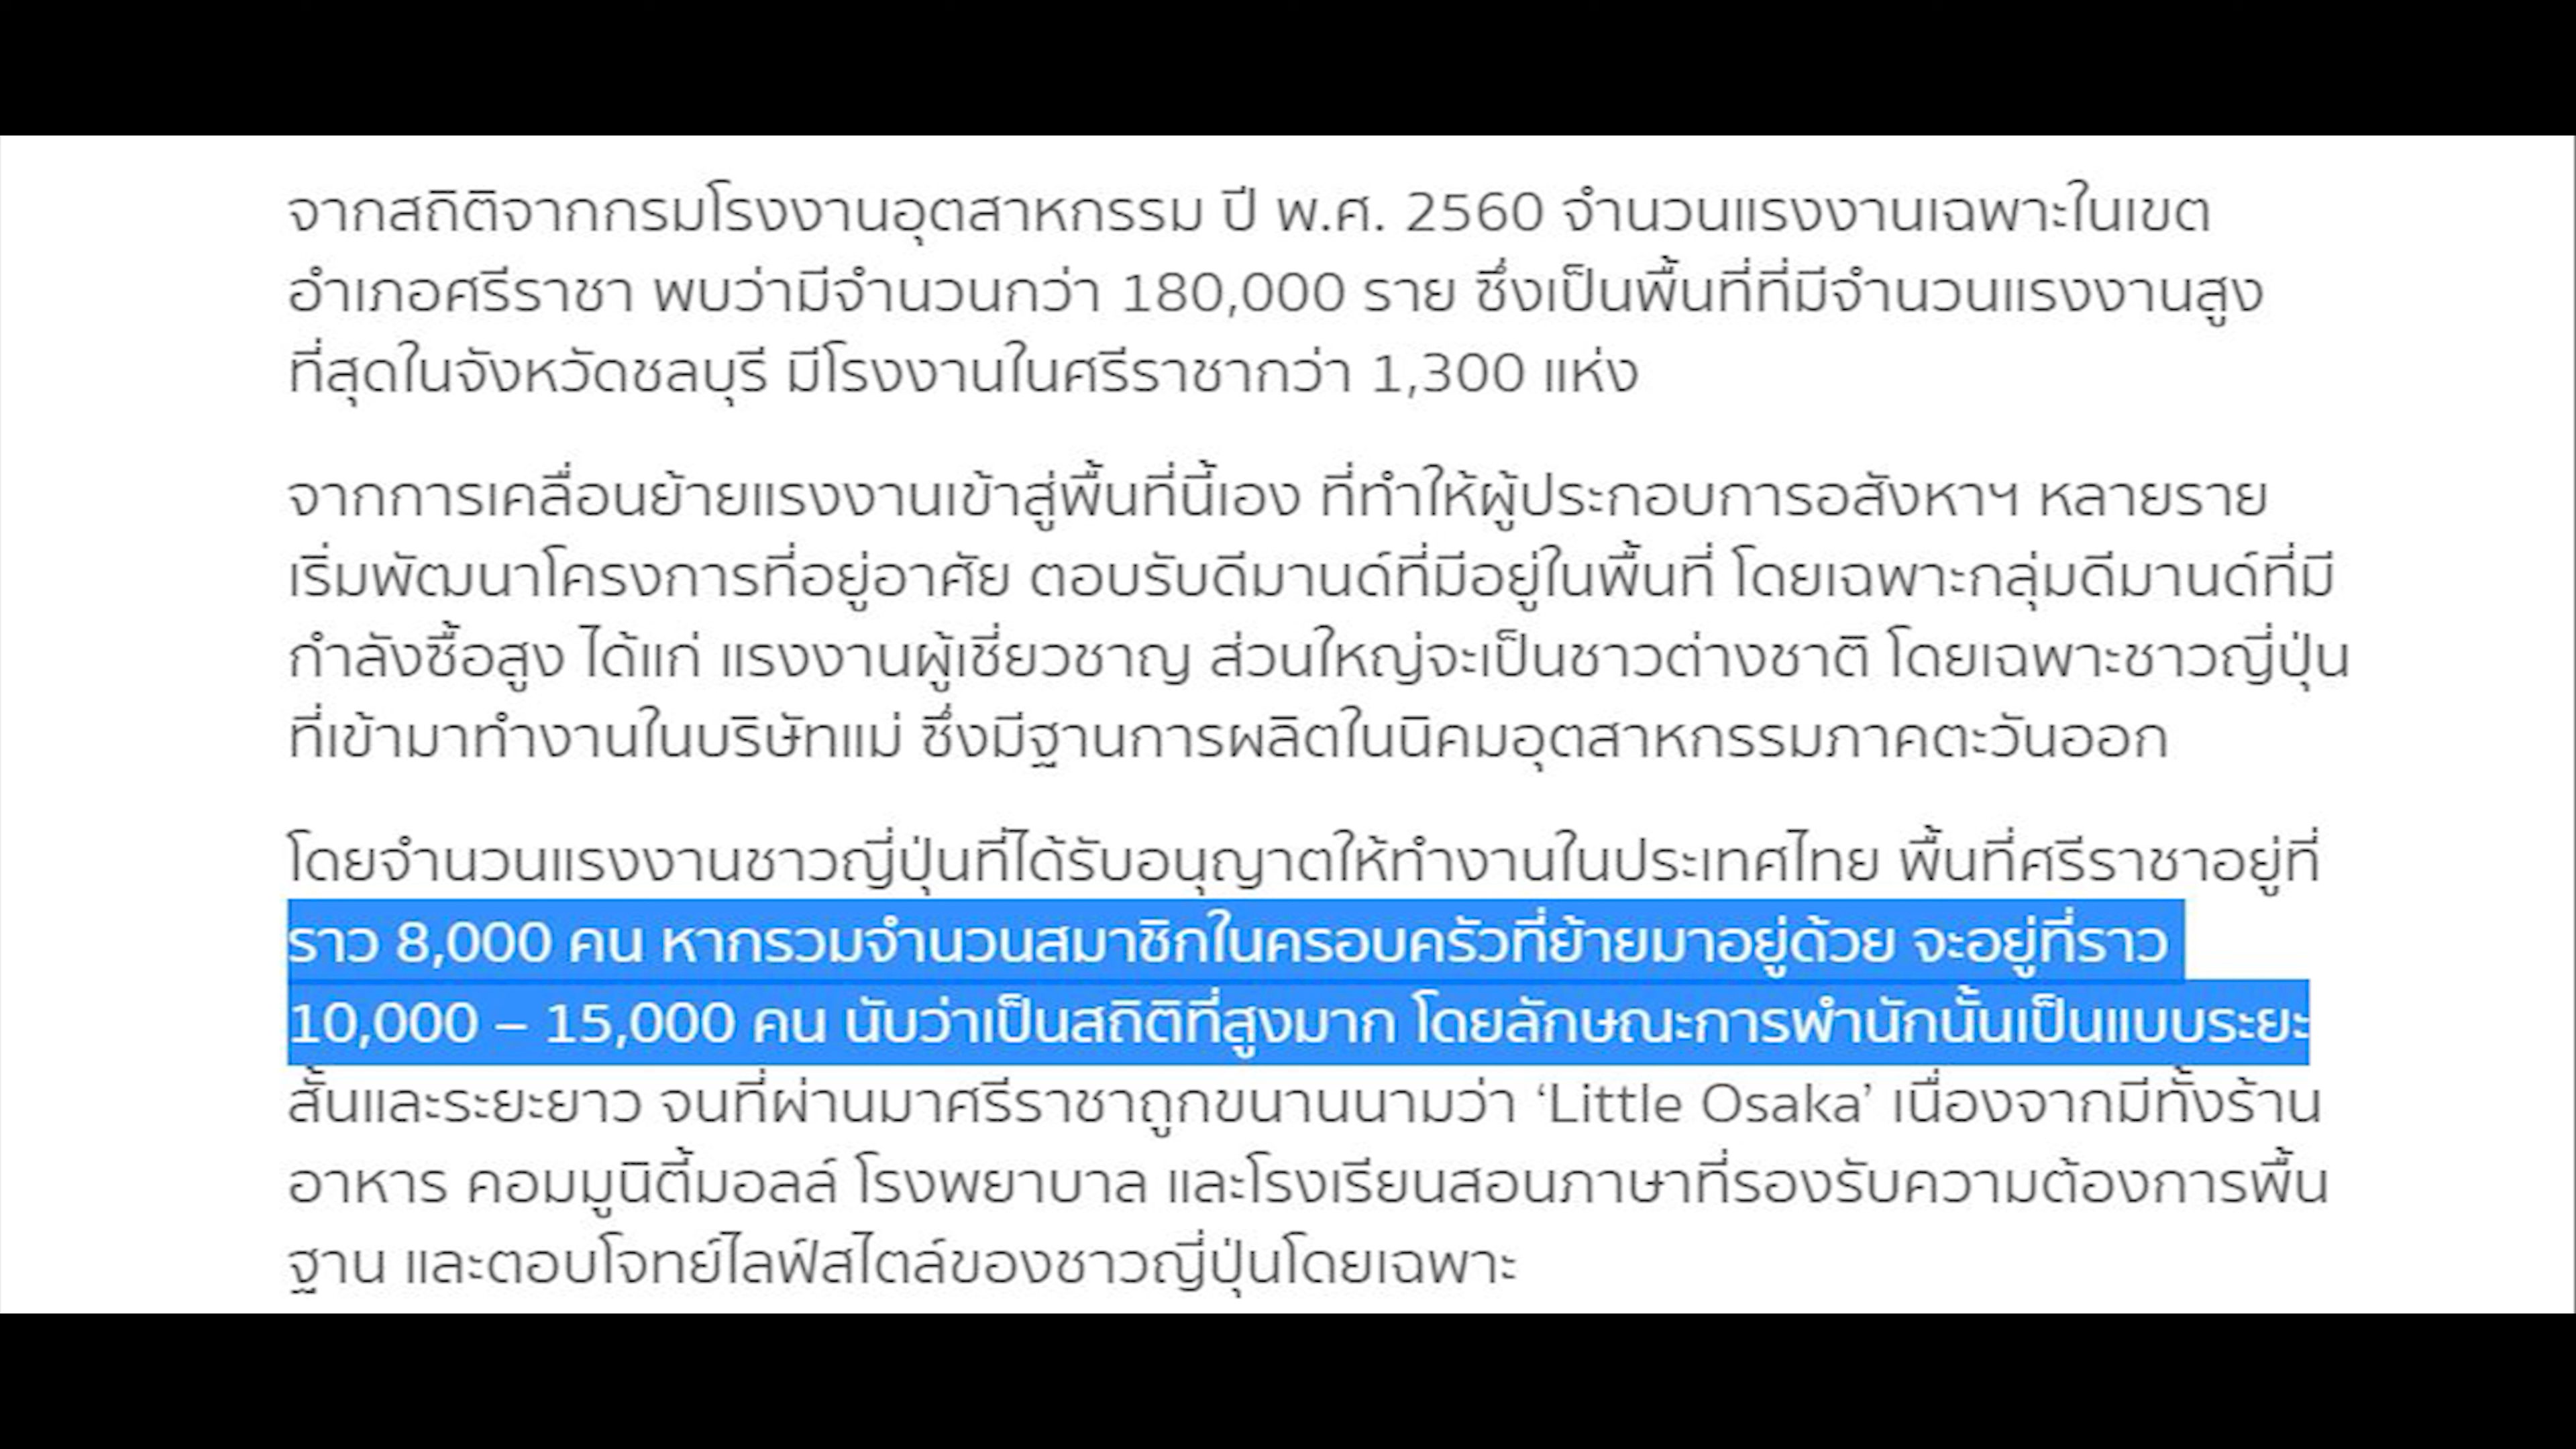 จากสถิติจากกรมโรงงานอุตสาหกรรม ปี พ.ศ. 2560 จำนวนแรงงานเฉพาะในเขต
อำเภอศรีราชา พบว่ามีจำนวนกว่า 180,000 ราย ซึ่งเป็นพื้นที่ที่มีจำนวนแรงงานสูง
ที่สุดในจังหวัดชลบุรี มีโรงงานในศรีราชากว่า 1,300 แห่ง
จากการเคลื่อนย้ายแรงงานเข้าสู่พื้นที่นี้เอง ที่ทำให้ผู้ประกอบการอสังหาฯ หลายราย
เริ่มพัฒนาโครงการที่อยู่อาศัย ตอบรับดีมานด์ที่มีอยู่ในพื้นที่ โดยเฉพาะกลุ่มดีมานด์ที่มี
กำลังซื้อสูง ได้แก่ แรงงานผู้เชี่ยวชาญ ส่วนใหญ่จะเป็นชาวต่างชาติ โดยเฉพาะชาวญี่ปุ่น
ที่เข้ามาทำงานในบริษัทแม่ ซึ่งมีฐานการผลิตในนิคมอุตสาหกรรมภาคตะวันออก
โดยจำนวนแรงงานชาวญี่ปุ่นที่ได้รับอนุญาตให้ทำงานในประเทศไทย พื้นที่ศรีราชาอยู่ที่
ราว 8,000 คน หากรวมจำนวนสมาชิกในครอบครัวที่ย้ายมาอยู่ด้วย จะอยู่ที่ราว
10,000 – 15,000 คน นับว่าเป็นสถิติที่สูงมาก โดยลักษณะการพำนักนั้นเป็นแบบระยะ
สั้นและระยะยาว จนที่ผ่านมาศรีราชาถูกขนานนามว่า ‘Little Osaka’ เนื่องจากมีทั้งร้าน
อาหาร คอมมูนิตี้มอลล์ โรงพยาบาล และโรงเรียนสอนภาษาที่รองรับความต้องการพื้น
ฐาน และตอบโจทย์ไลฟ์สไตล์ของชาวญี่ปุ่นโดยเฉพาะ